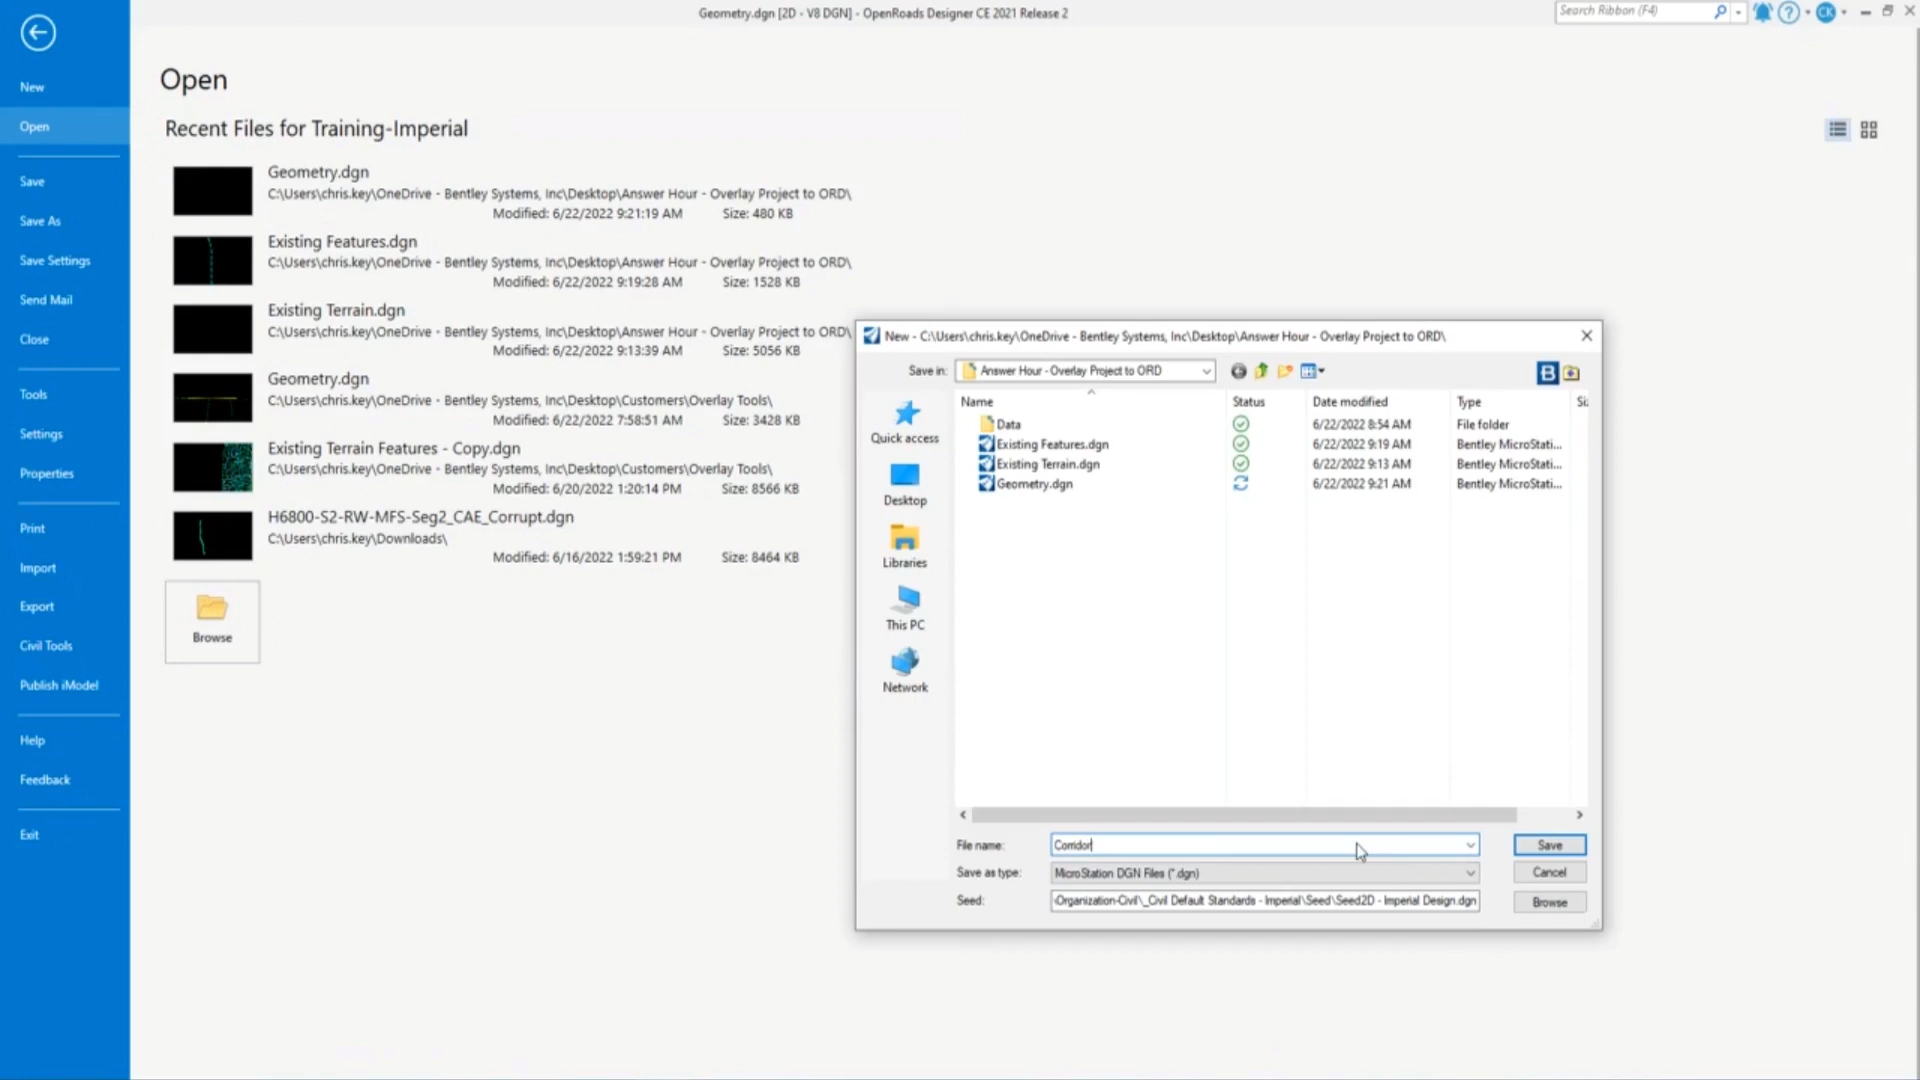 Geometry.dgn [2D - V8 DGN] - OpenRoads Designer CE 2021 Release 2
Search Ribbon (F4)
CK
New
Open
Save
Save As
Save Settings
Send Mail
Close
Tools
Settings
Properties
Print
Import
Export
Civil Tools
Publish iModel
Help
Feedback
Exit
Open
Recent Files for Training-Imperial
Geometry.dgn
C:\Users\chris.key\OneDrive - Bentley Systems, Inc\Desktop\Answer Hour - Overlay Project to ORD\
Modified: 6/22/2022 9:21:19 AM Size: 480 KB
Existing Features.dgn
C:\Users\chris.key\OneDrive - Bentley Systems, Inc\Desktop\Answer Hour - Overlay Project to ORD\
Modified: 6/22/2022 9:19:28 AM Size: 1528 KB
Existing Terrain.dgn
C:\Users\chris.key\OneDrive - Bentley Systems, Inc\Desktop\Answer Hour - Overlay Project to ORD\
Modified: 6/22/2022 9:13:39 AM Size: 5056 KB
Geometry.dgn
C:\Users\chris.key\OneDrive - Bentley Systems, Inc\Desktop\Customers\Overlay Tools\
Modified: 6/22/2022 7:58:51 AM Size: 3428 KB
Existing Terrain Features - Copy.dgn
C:\Users\chris.key\OneDrive - Bentley Systems, Inc\Desktop\Customers\Overlay Tools\
Modified: 6/20/2022 1:20:14 PM Size: 8566 KB
H6800-S2-RW-MFS-Seg2_CAE_Corrupt.dgn
C:\Users\chris.key\Downloads\
Modified: 6/16/2022 1:59:21 PM Size: 8464 KB
Browse
New - C:\Users\chris.key\OneDrive - Bentley Systems, Inc\Desktop\Answer Hour - Overlay Project to ORD\
Save in: Answer Hour - Overlay Project to ORD
Quick access
Desktop
Libraries
This PC
Network
Name Status Date modified Type Si
Data 6/22/2022 8:54 AM File folder
Existing Features.dgn 6/22/2022 9:19 AM Bentley MicroStati...
Existing Terrain.dgn 6/22/2022 9:13 AM Bentley MicroStati...
Geometry.dgn 6/22/2022 9:21 AM Bentley MicroStati...
File name: Corridor Save
Save as type: MicroStation DGN Files (*.dgn) Cancel
Seed: Organization-Civil\_Civil Default Standards - Imperial\Seed\Seed2D - Imperial Design.dgn Browse